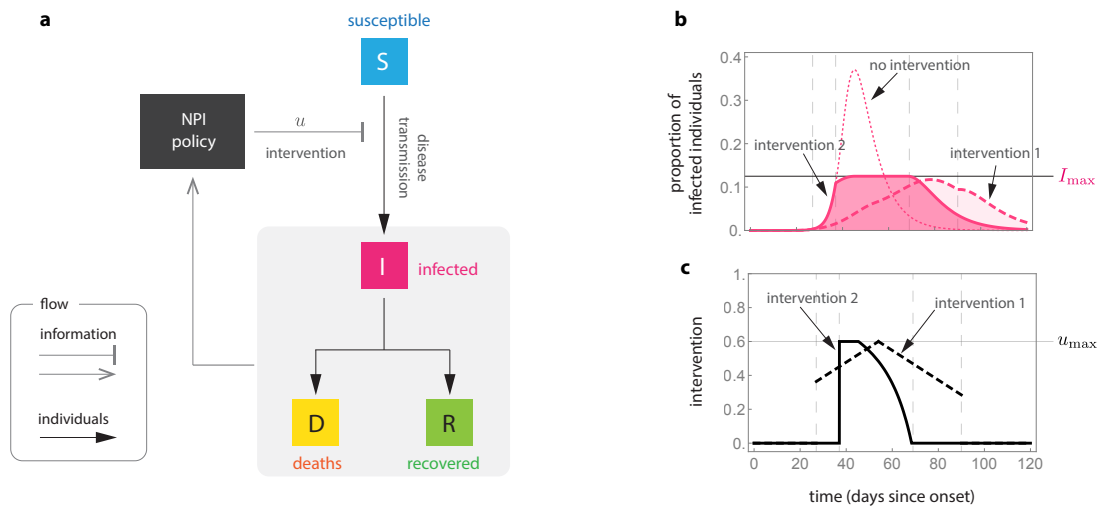 a
susceptible
S
NPI
policy
u
intervention
disease
transmission
I
infected
flow
information
individuals
D
R
deaths
recovered
b
proportion of
infected individuals
0.4
0.3
0.2
0.1
0.
no intervention
intervention 2
intervention 1
Imax
c
intervention
1.
0.8
0.6
0.4
0.2
0.
intervention 2
intervention 1
umax
0 20 40 60 80 100 120
time (days since onset)